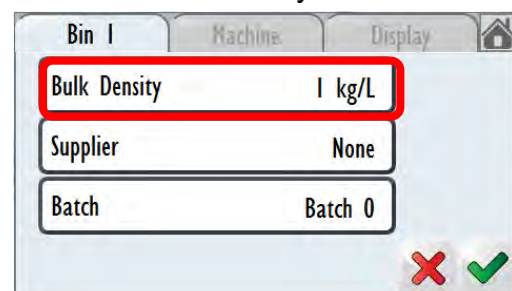 Bin 1 Machine Display
Bulk Density 1 kg/L
Supplier None
Batch Batch 0